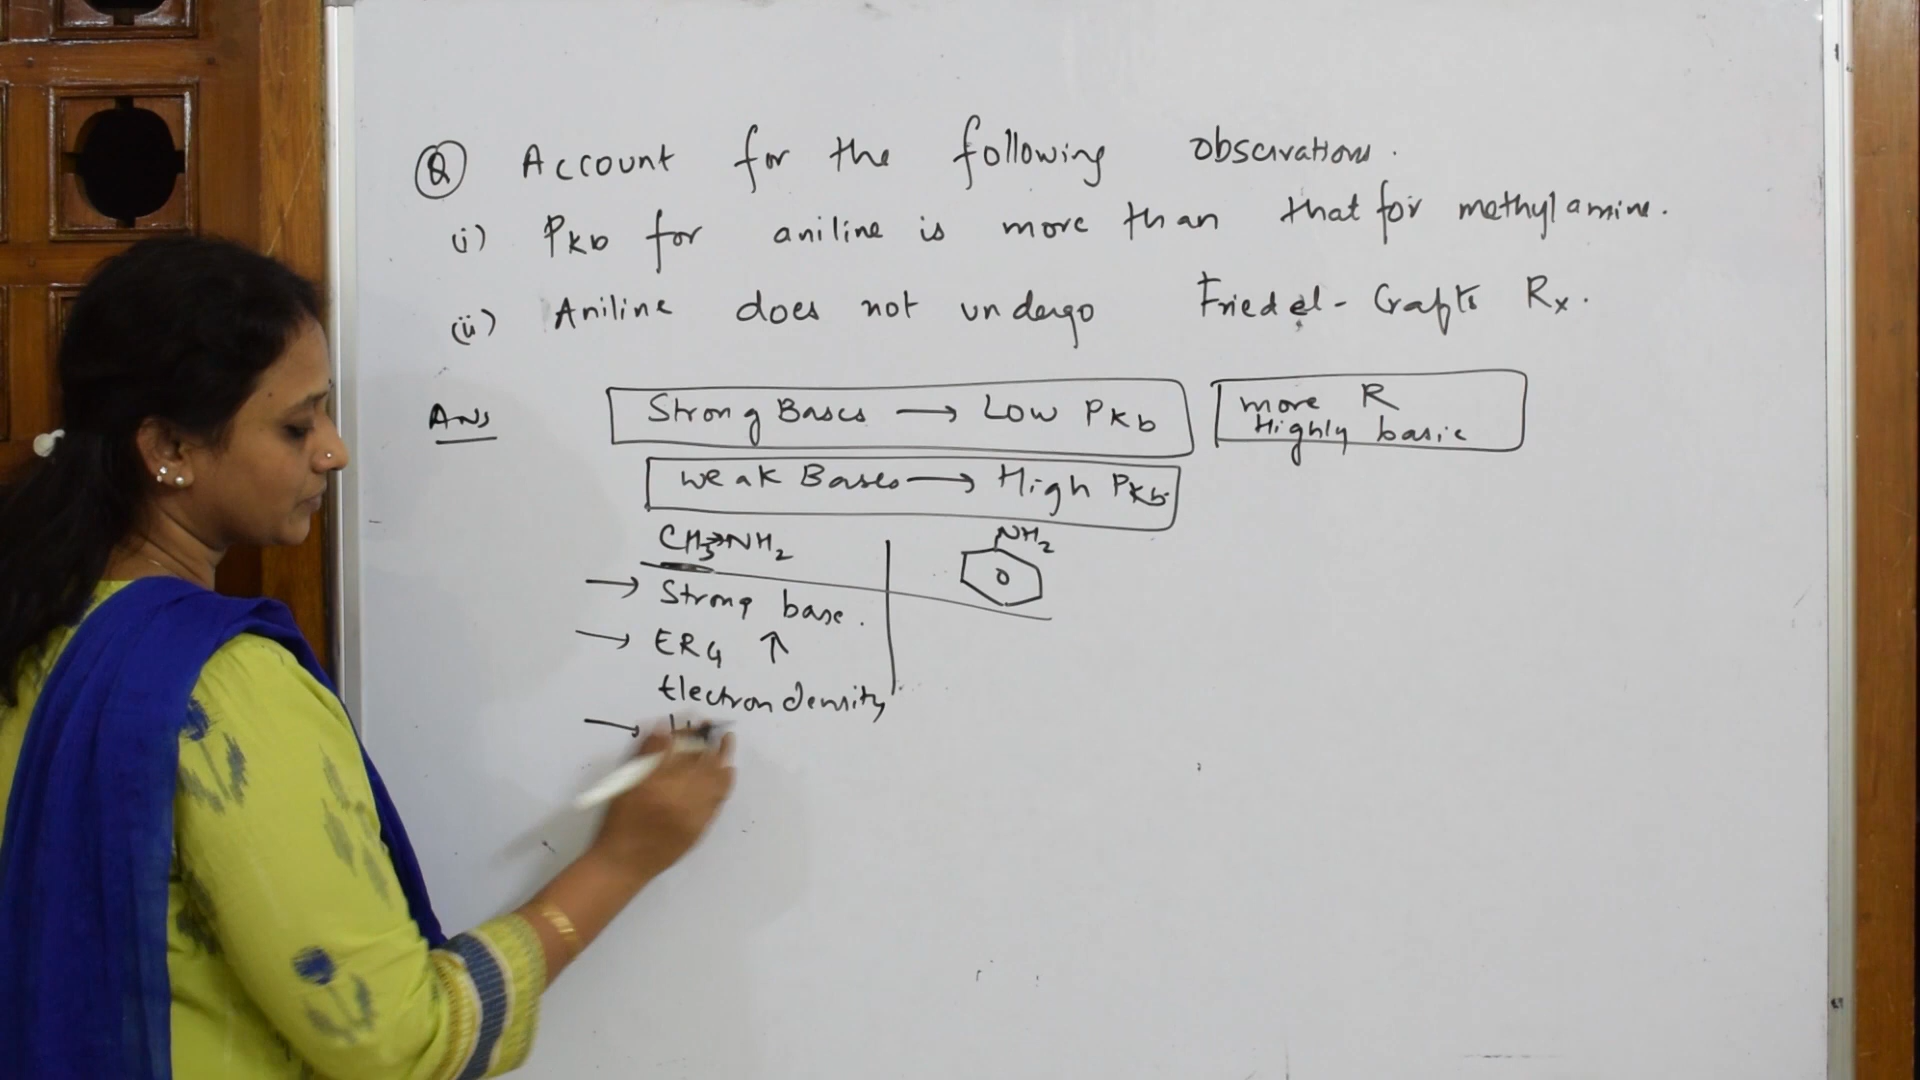 Q Account for the following observations.
(i) Pkb for aniline is more than that for methylamine.
(ii) Aniline does not undergo Friedel-Crafts Rx.
Ans
Strong Bases → Low Pkb
more R
Highly basic
Weak Bases → High Pkb.
CH3→NH2
NH2
→ Strong base.
→ ERG ↑
Electron density
→